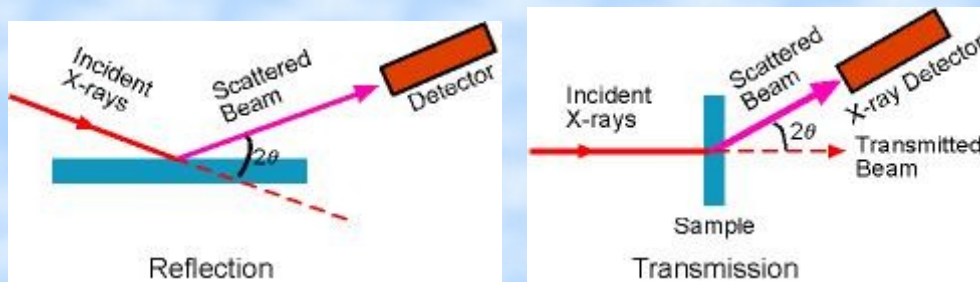 Incident
X-rays
Scattered
Beam
Detector
2θ
Reflection
Incident
X-rays
Scattered
Beam
X-ray Detector
2θ
Transmitted
Beam
Sample
Transmission